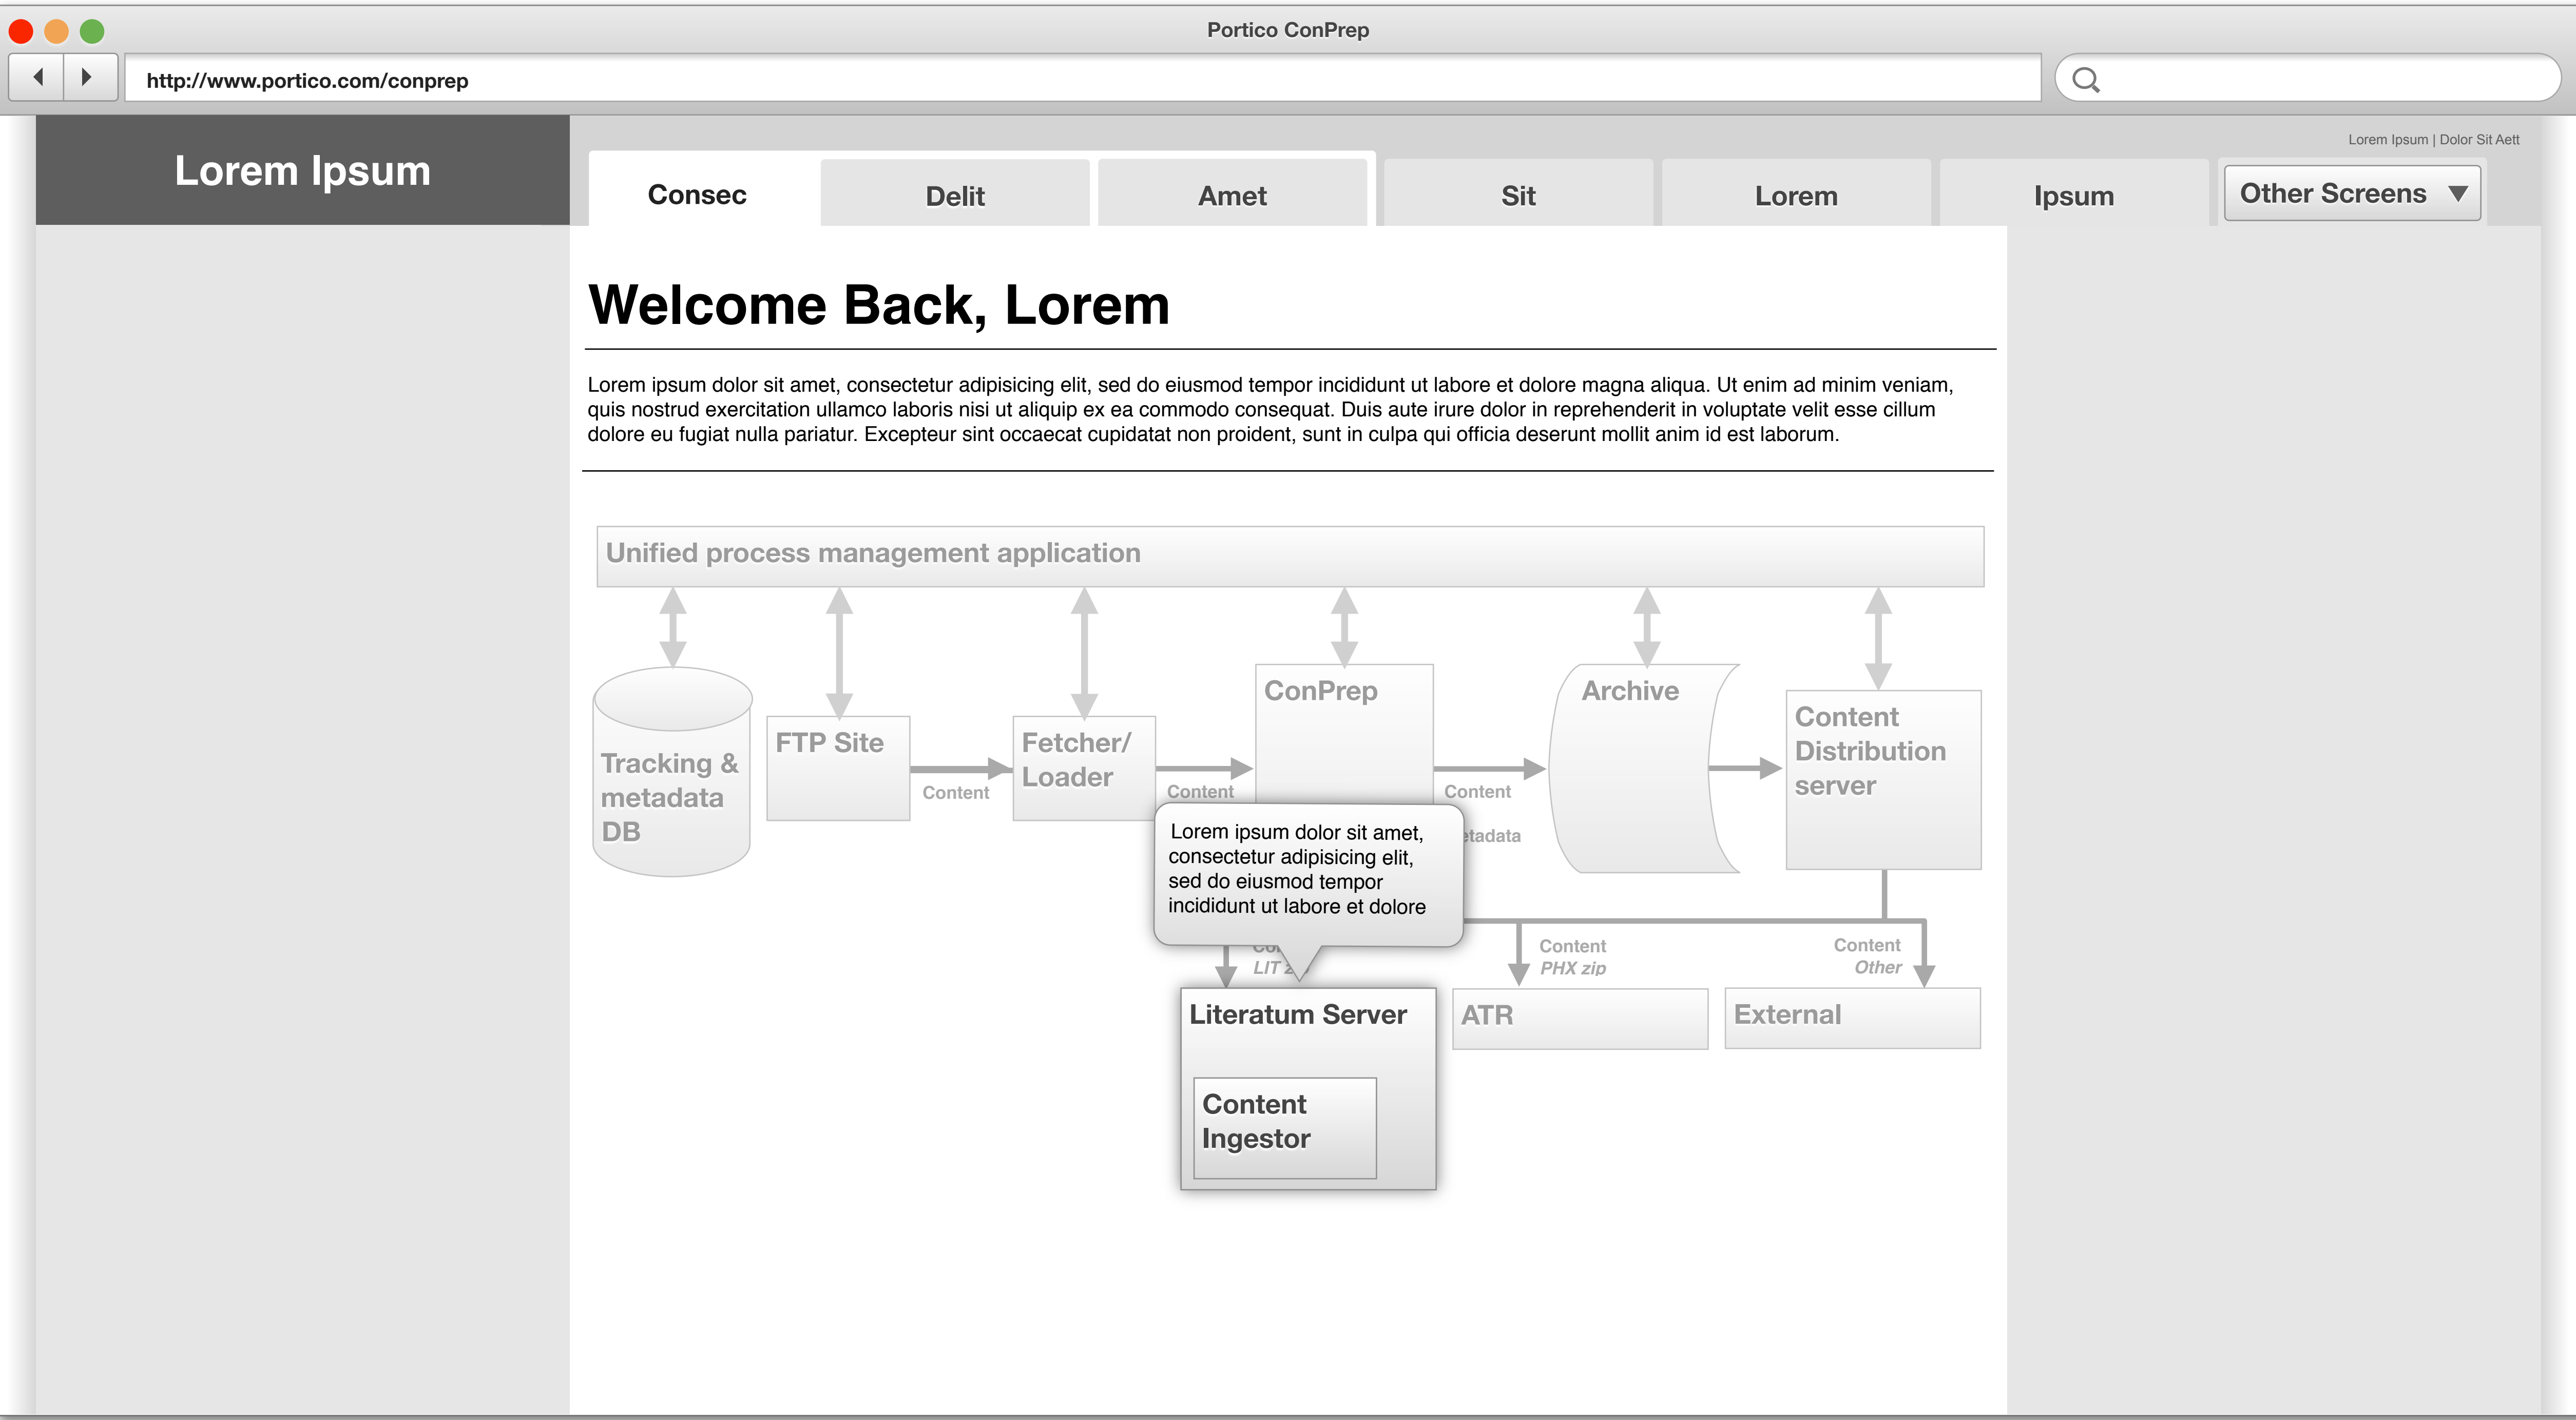 Portico ConPrep
http://www.portico.com/conprep
Lorem Ipsum | Dolor Sit Aett
Lorem Ipsum
Consec
Delit
Amet
Sit
Lorem
Ipsum
Other Screens
Welcome Back, Lorem
Lorem ipsum dolor sit amet, consectetur adipisicing elit, sed do eiusmod tempor incididunt ut labore et dolore magna aliqua. Ut enim ad minim veniam,
quis nostrud exercitation ullamco laboris nisi ut aliquip ex ea commodo consequat. Duis aute irure dolor in reprehenderit in voluptate velit esse cillum
dolore eu fugiat nulla pariatur. Excepteur sint occaecat cupidatat non proident, sunt in culpa qui officia deserunt mollit anim id est laborum.
Unified process management application
Tracking &
metadata
DB
FTP Site
Content
Fetcher/
Loader
Content
ConPrep
Content
etadata
Archive
Content
Distribution
server
Lorem ipsum dolor sit amet,
consectetur adipisicing elit,
sed do eiusmod tempor
incididunt ut labore et dolore
LIT
Content
PHX zip
Content
Other
Literatum Server
Content
Ingestor
ATR
External